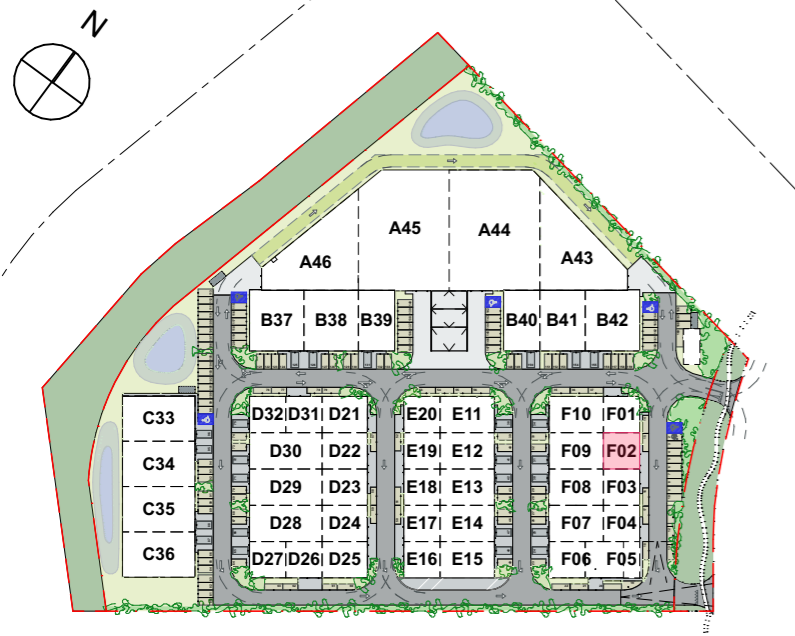 N
A45 A44
A46 A43
B37 B38 B39 B40 B41 B42
C33
C34
C35
C36
D32 D31 D21
D30 D22
D29 D23
D28 D24
D27 D26 D25
E20 E11
E19 E12
E18 E13
E17 E14
E16 E15
F10 F01
F09 F02
F08 F03
F07 F04
F06 F05